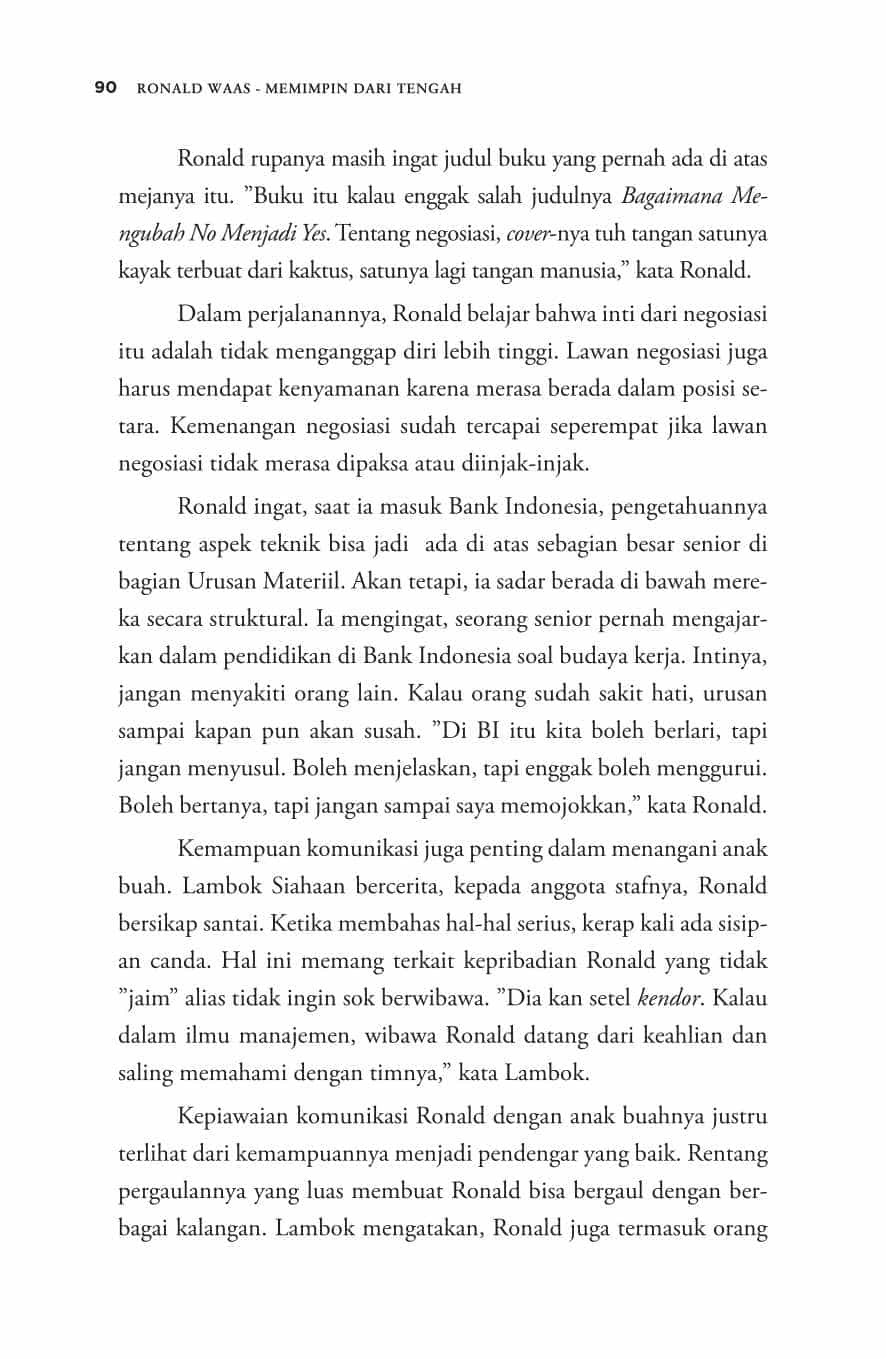 90 RONALD WAAS - MEMIMPIN DARI TENGAH
Ronald rupanya masih ingat judul buku yang pernah ada di atas
mejanya itu. ”Buku itu kalau enggak salah judulnya Bagaimana Me-
ngubah No Menjadi Yes. Tentang negosiasi, cover-nya tuh tangan satunya
kayak terbuat dari kaktus, satunya lagi tangan manusia,” kata Ronald.
Dalam perjalanannya, Ronald belajar bahwa inti dari negosiasi
itu adalah tidak menganggap diri lebih tinggi. Lawan negosiasi juga
harus mendapat kenyamanan karena merasa berada dalam posisi se-
tara. Kemenangan negosiasi sudah tercapai seperempat jika lawan
negosiasi tidak merasa dipaksa atau diinjak-injak.
Ronald ingat, saat ia masuk Bank Indonesia, pengetahuannya
tentang aspek teknik bisa jadi ada di atas sebagian besar senior di
bagian Urusan Materiil. Akan tetapi, ia sadar berada di bawah mere-
ka secara struktural. Ia mengingat, seorang senior pernah mengajar-
kan dalam pendidikan di Bank Indonesia soal budaya kerja. Intinya,
jangan menyakiti orang lain. Kalau orang sudah sakit hati, urusan
sampai kapan pun akan susah. ”Di BI itu kita boleh berlari, tapi
jangan menyusul. Boleh menjelaskan, tapi enggak boleh menggurui.
Boleh bertanya, tapi jangan sampai saya memojokkan,” kata Ronald.
Kemampuan komunikasi juga penting dalam menangani anak
buah. Lambok Siahaan bercerita, kepada anggota stafnya, Ronald
bersikap santai. Ketika membahas hal-hal serius, kerap kali ada sisip-
an canda. Hal ini memang terkait kepribadian Ronald yang tidak
”jaim” alias tidak ingin sok berwibawa. ”Dia kan setel kendor. Kalau
dalam ilmu manajemen, wibawa Ronald datang dari keahlian dan
saling memahami dengan timnya,” kata Lambok.
Kepiawaian komunikasi Ronald dengan anak buahnya justru
terlihat dari kemampuannya menjadi pendengar yang baik. Rentang
pergaulannya yang luas membuat Ronald bisa bergaul dengan ber-
bagai kalangan. Lambok mengatakan, Ronald juga termasuk orang